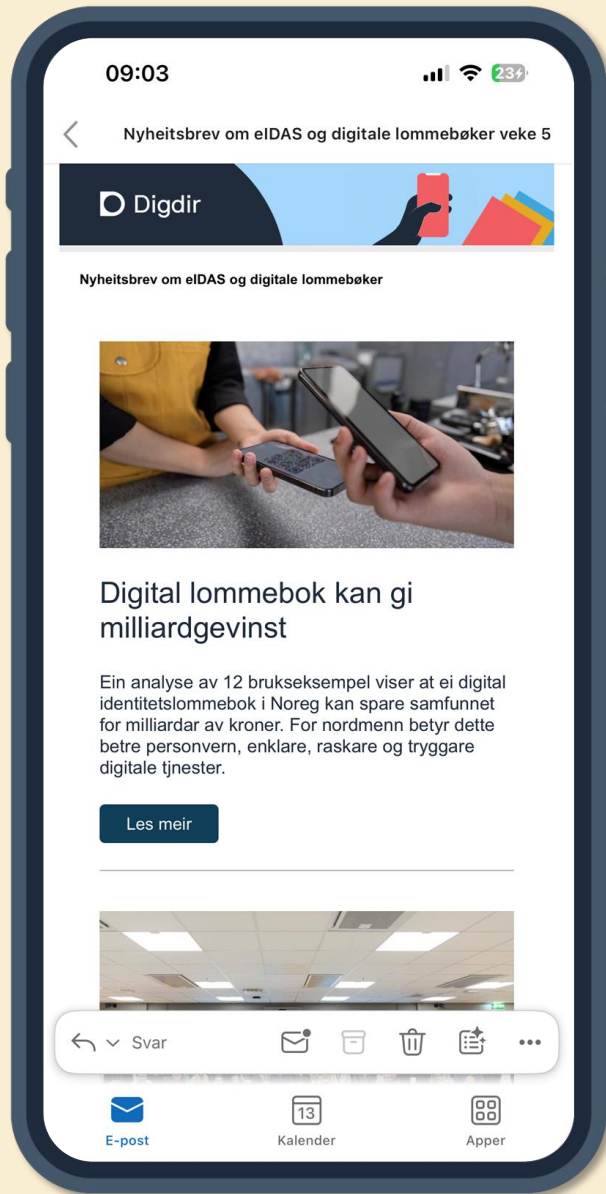 09:03
23
Nyheitsbrev om eIDAS og digitale lommebøker veke 5
Digdir
Nyheitsbrev om eIDAS og digitale lommebøker
Digital lommebok kan gi
milliardgevinst
Ein analyse av 12 brukseksempel viser at ei digital
identitetslommebok i Noreg kan spare samfunnet
for milliardar av kroner. For nordmenn betyr dette
betre personvern, enklare, raskare og tryggare
digitale tjnester.
Les meir
Svar
13
E-post
Kalender
Apper